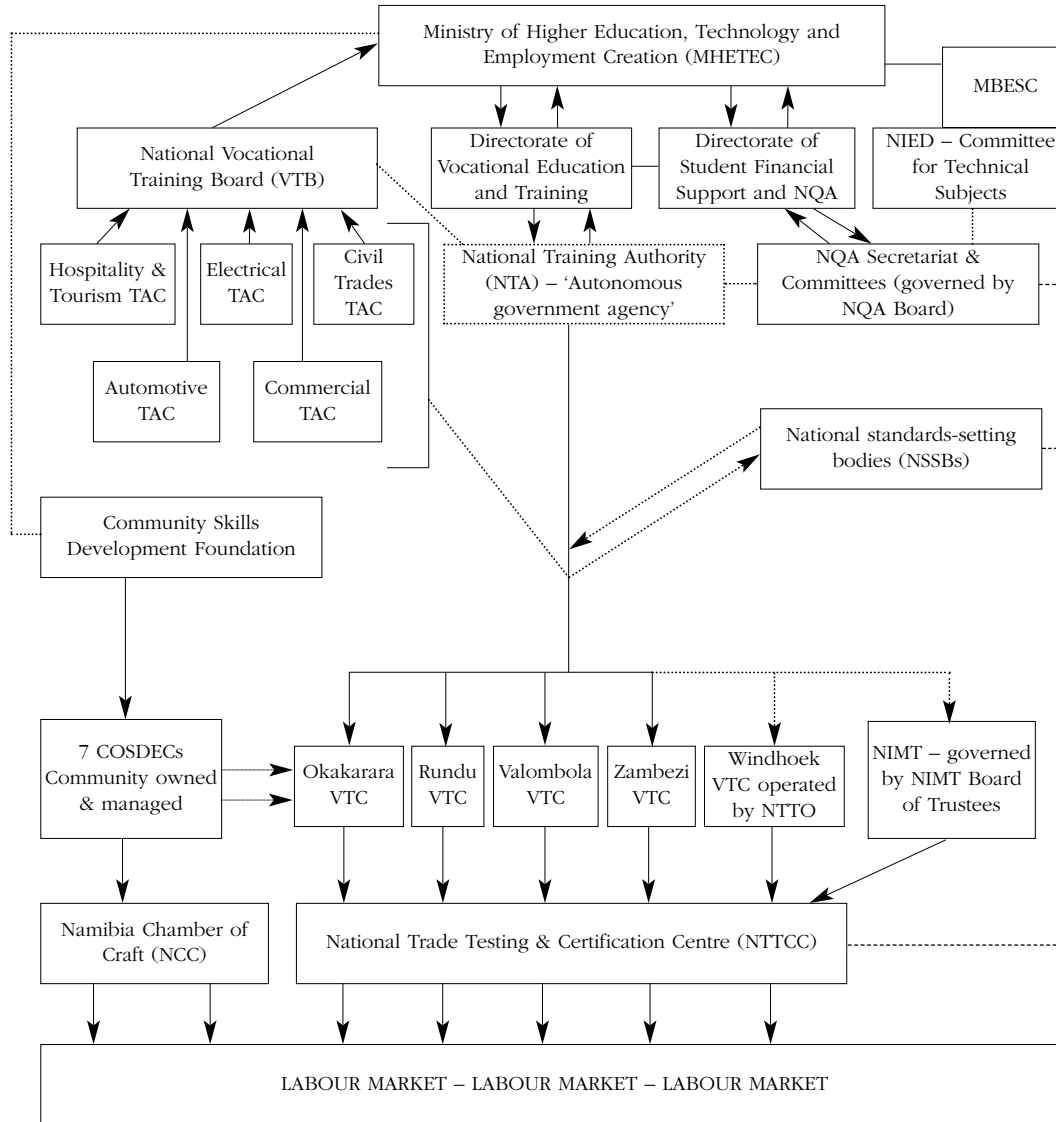 Ministry of Higher Education, Technology and
Employment Creation (MHETEC)
MBESC
National Vocational
Training Board (VTB)
Directorate of
Vocational Education
and Training
Directorate of
Student Financial
Support and NQA
NIED – Committee
for Technical
Subjects
Hospitality &
Tourism TAC
Electrical
TAC
Civil
Trades
TAC
National Training Authority
(NTA) – ‘Autonomous
government agency’
NQA Secretariat &
Committees (governed by
NQA Board)
Automotive
TAC
Commercial
TAC
National standards-setting
bodies (NSSBs)
Community Skills
Development Foundation
7 COSDECs
Community owned
& managed
Okakarara
VTC
Rundu
VTC
Valombola
VTC
Zambezi
VTC
Windhoek
VTC operated
by NTTO
NIMT – governed
by NIMT Board
of Trustees
Namibia Chamber of
Craft (NCC)
National Trade Testing & Certification Centre (NTTCC)
LABOUR MARKET – LABOUR MARKET – LABOUR MARKET